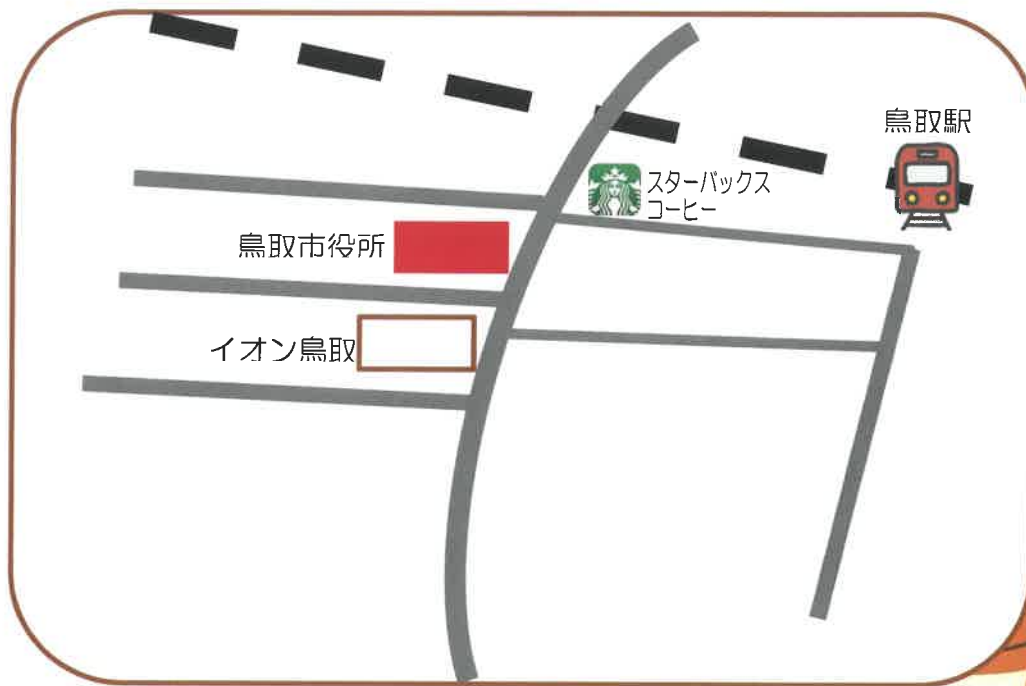 鳥取駅
スターバックス
コーヒー
鳥取市役所
イオン鳥取